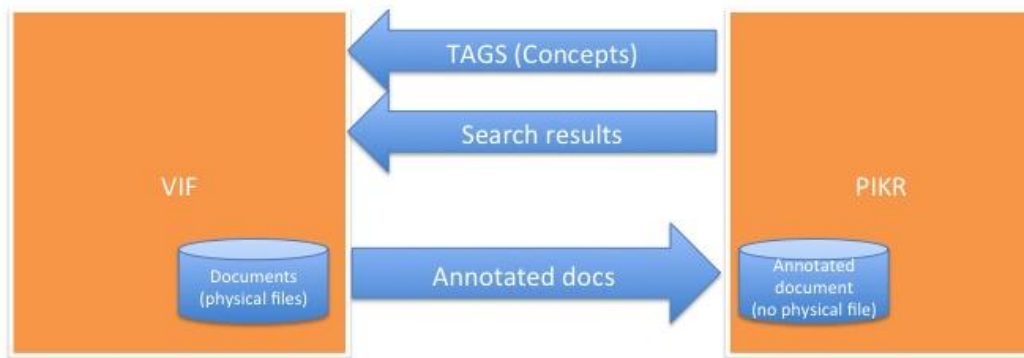 TAGS (Concepts)
Search results
VIF
PIKR
Documents
(physical files)
Annotated docs
Annotated
document
(no physical file)